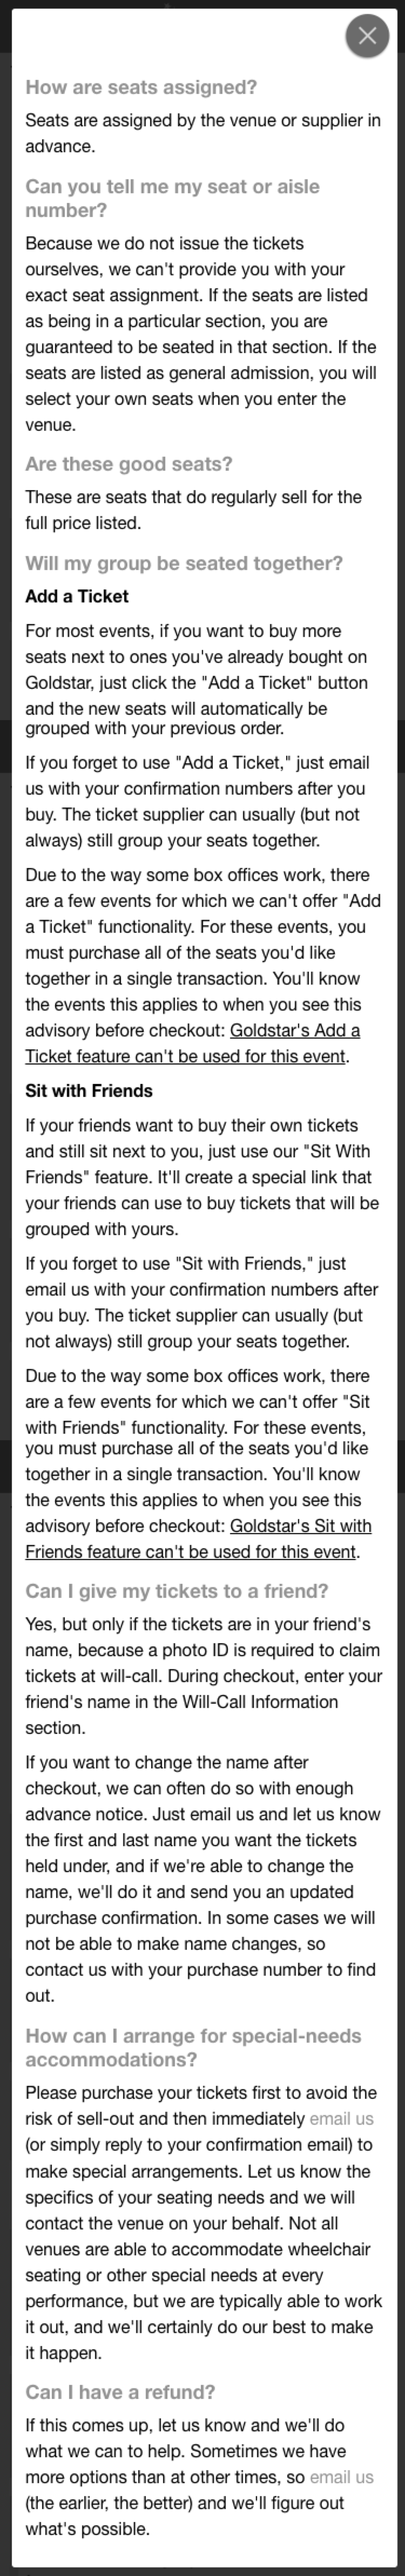 How are seats assigned?
Seats are assigned by the venue or supplier in
advance.
Can you tell me my seat or aisle
number?
Because we do not issue the tickets
ourselves, we can't provide you with your
exact seat assignment. If the seats are listed
as being in a particular section, you are
guaranteed to be seated in that section. If the
seats are listed as general admission, you will
select your own seats when you enter the
venue.
Are these good seats?
These are seats that do regularly sell for the
full price listed.
Will my group be seated together?
Add a Ticket
For most events, if you want to buy more
seats next to ones you've already bought on
Goldstar, just click the "Add a Ticket" button
and the new seats will automatically be
grouped with your previous order.
If you forget to use "Add a Ticket," just email
us with your confirmation numbers after you
buy. The ticket supplier can usually (but not
always) still group your seats together.
Due to the way some box offices work, there
are a few events for which we can't offer "Add
a Ticket" functionality. For these events, you
must purchase all of the seats you'd like
together in a single transaction. You'll know
the events this applies to when you see this
advisory before checkout: Goldstar's Add a
Ticket feature can't be used for this event.
Sit with Friends
If your friends want to buy their own tickets
and still sit next to you, just use our "Sit With
Friends" feature. It'll create a special link that
your friends can use to buy tickets that will be
grouped with yours.
If you forget to use "Sit with Friends," just
email us with your confirmation numbers after
you buy. The ticket supplier can usually (but
not always) still group your seats together.
Due to the way some box offices work, there
are a few events for which we can't offer "Sit
with Friends" functionality. For these events,
you must purchase all of the seats you'd like
together in a single transaction. You'll know
the events this applies to when you see this
advisory before checkout: Goldstar's Sit with
Friends feature can't be used for this event.
Can I give my tickets to a friend?
Yes, but only if the tickets are in your friend's
name, because a photo ID is required to claim
tickets at will-call. During checkout, enter your
friend's name in the Will-Call Information
section.
If you want to change the name after
checkout, we can often do so with enough
advance notice. Just email us and let us know
the first and last name you want the tickets
held under, and if we're able to change the
name, we'll do it and send you an updated
purchase confirmation. In some cases we will
not be able to make name changes, so
contact us with your purchase number to find
out.
How can I arrange for special-needs
accommodations?
Please purchase your tickets first to avoid the
risk of sell-out and then immediately email us
(or simply reply to your confirmation email) to
make special arrangements. Let us know the
specifics of your seating needs and we will
contact the venue on your behalf. Not all
venues are able to accommodate wheelchair
seating or other special needs at every
performance, but we are typically able to work
it out, and we'll certainly do our best to make
it happen.
Can I have a refund?
If this comes up, let us know and we'll do
what we can to help. Sometimes we have
more options than at other times, so email us
(the earlier, the better) and we'll figure out
what's possible.